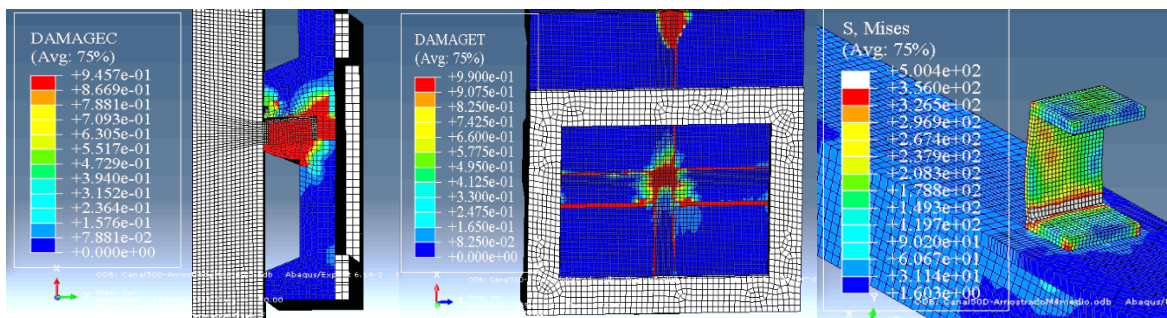 DAMAGEC
(Avg: 75%)
+9.457e-01
+8.669e-01
+7.881e-01
+7.093e-01
+6.305e-01
+5.517e-01
+4.729e-01
+3.940e-01
+3.152e-01
+2.364e-01
+1.576e-01
+7.881e-02
+0.000e+00
X
DAMAGET
(Avg: 75%)
+9.900e-01
+9.075e-01
+8.250e-01
+7.425e-01
+6.600e-01
+5.775e-01
+4.950e-01
+4.125e-01
+3.300e-01
+2.475e-01
+1.650e-01
+8.250e-02
+0.000e+00
X
S, Mises
(Avg: 75%)
+5.004e+02
+3.560e+02
+3.265e+02
+2.969e+02
+2.674e+02
+2.379e+02
+2.083e+02
+1.788e+02
+1.493e+02
+1.197e+02
+9.020e+01
+6.067e+01
+3.114e+01
+1.603e+00
Y
ODB: Canal50D-ArriostradoM4medio.odb